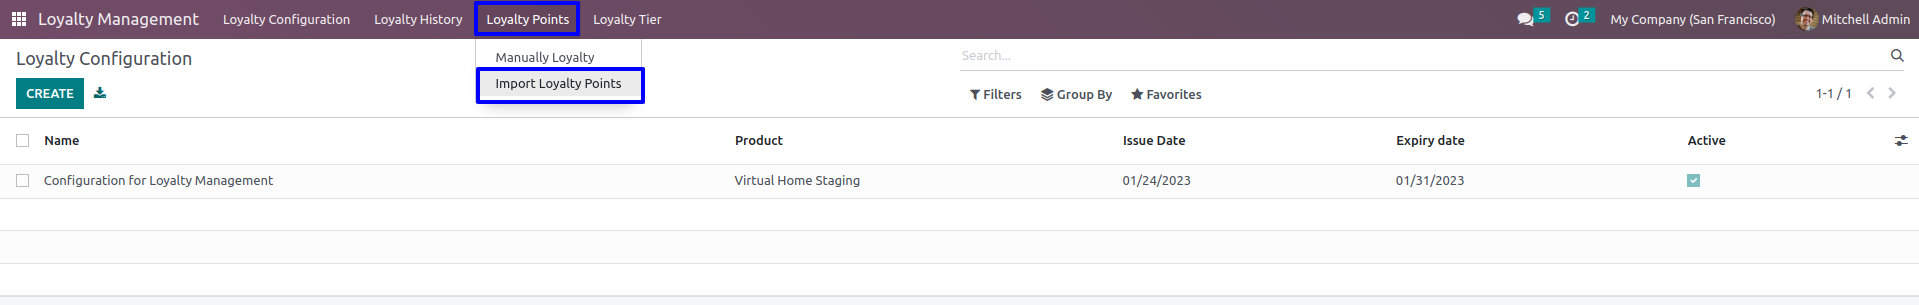 Loyalty Management Loyalty Configuration Loyalty History Loyalty Points Loyalty Tier 5 2 My Company (San Francisco) Mitchell Admin
Loyalty Configuration Manually Loyalty Search...
CREATE Import Loyalty Points Filters Group By Favorites 1-1 / 1
Name Product Issue Date Expiry date Active
Configuration for Loyalty Management Virtual Home Staging 01/24/2023 01/31/2023